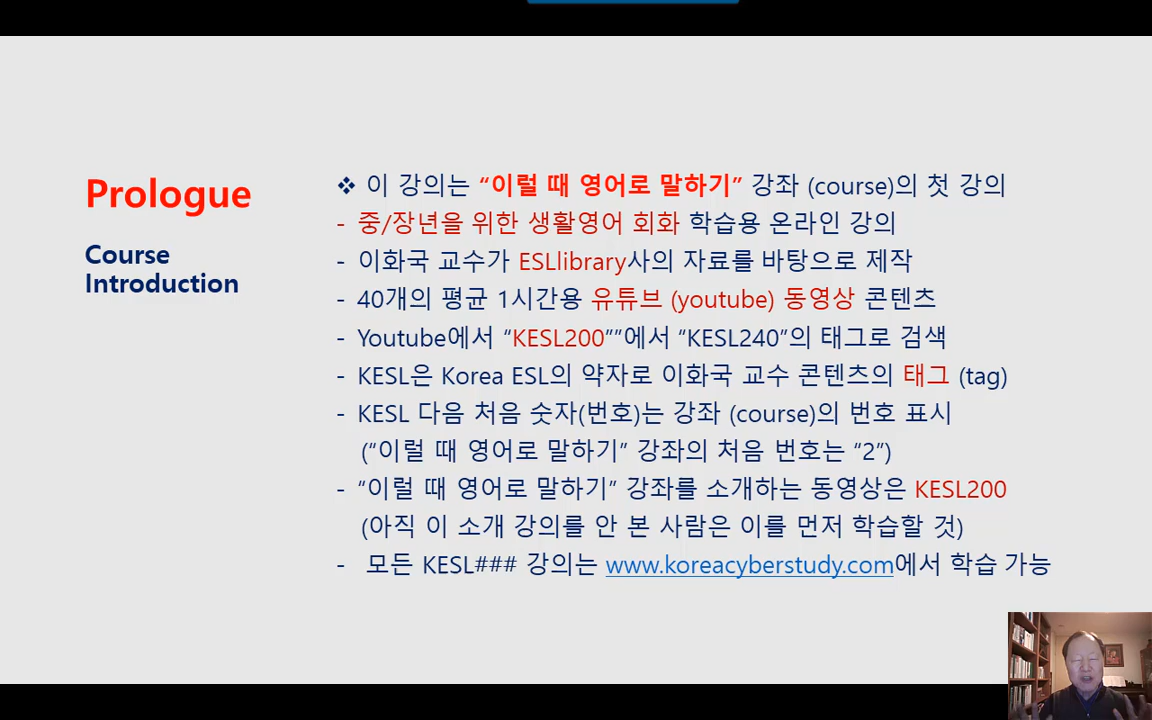 Prologue
Course
Introduction
❖ 이 강의는 “이럴 때 영어로 말하기” 강좌 (course)의 첫 강의
- 중/장년을 위한 생활영어 회화 학습용 온라인 강의
- 이화국 교수가 ESLlibrary사의 자료를 바탕으로 제작
- 40개의 평균 1시간용 유튜브 (youtube) 동영상 콘텐츠
- Youtube에서 “KESL200””에서 “KESL240”의 태그로 검색
- KESL은 Korea ESL의 약자로 이화국 교수 콘텐츠의 태그 (tag)
- KESL 다음 처음 숫자(번호)는 강좌 (course)의 번호 표시
(“이럴 때 영어로 말하기” 강좌의 처음 번호는 “2”)
- “이럴 때 영어로 말하기” 강좌를 소개하는 동영상은 KESL200
(아직 이 소개 강의를 안 본 사람은 이를 먼저 학습할 것)
- 모든 KESL### 강의는 www.koreacyberstudy.com에서 학습 가능